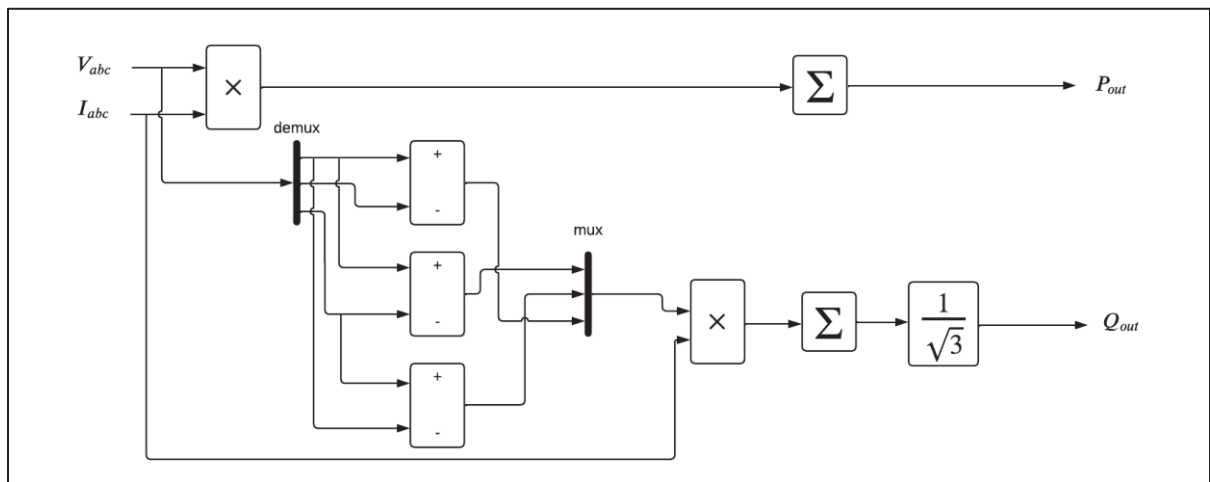 V_abc
I_abc
×
Σ
P_out
demux
+
-
mux
+
-
×
Σ
1/√3
Q_out
+
-